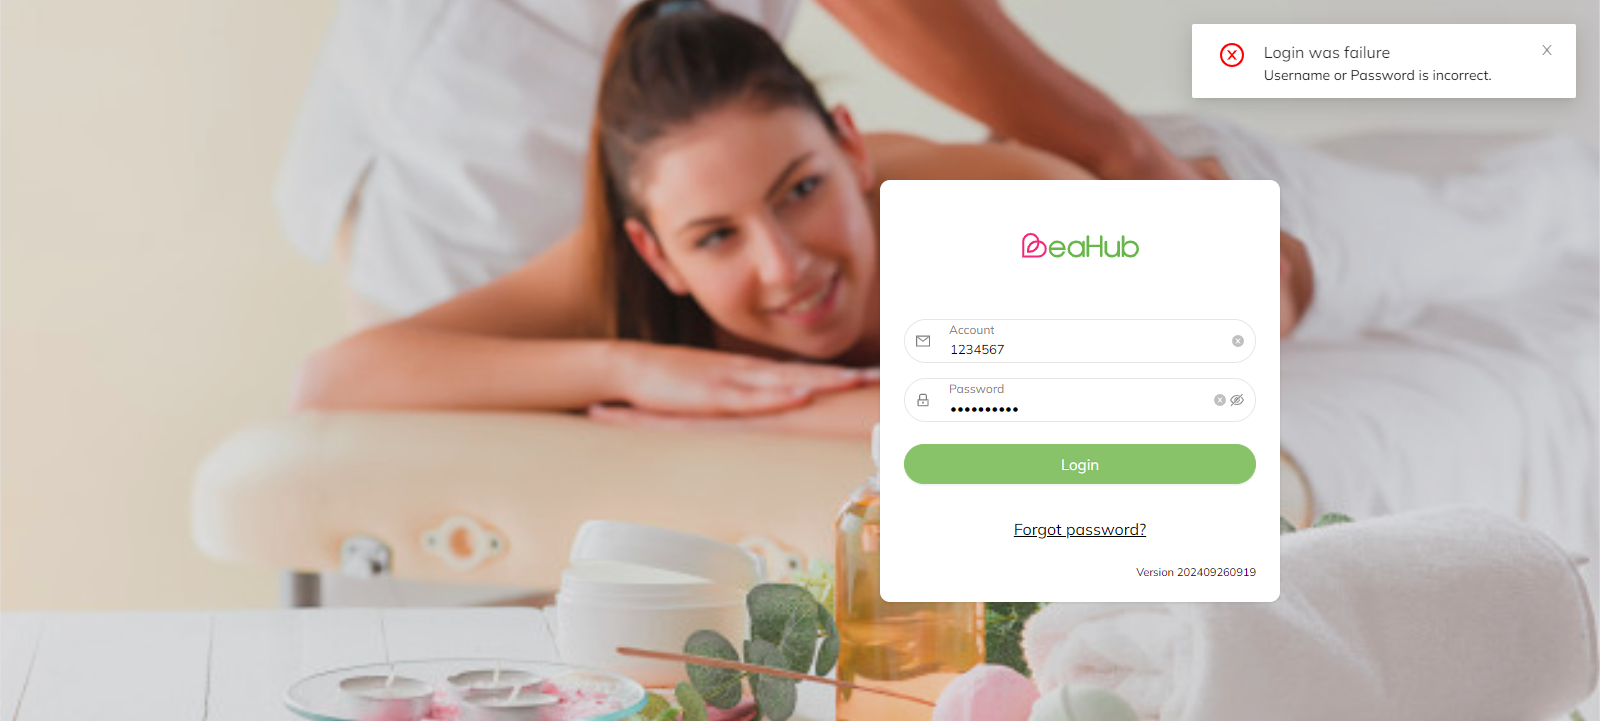 Login was failure
Username or Password is incorrect.
BeaHub
Account
1234567
Password
••••••••••
Login
Forgot password?
Version 202409260919